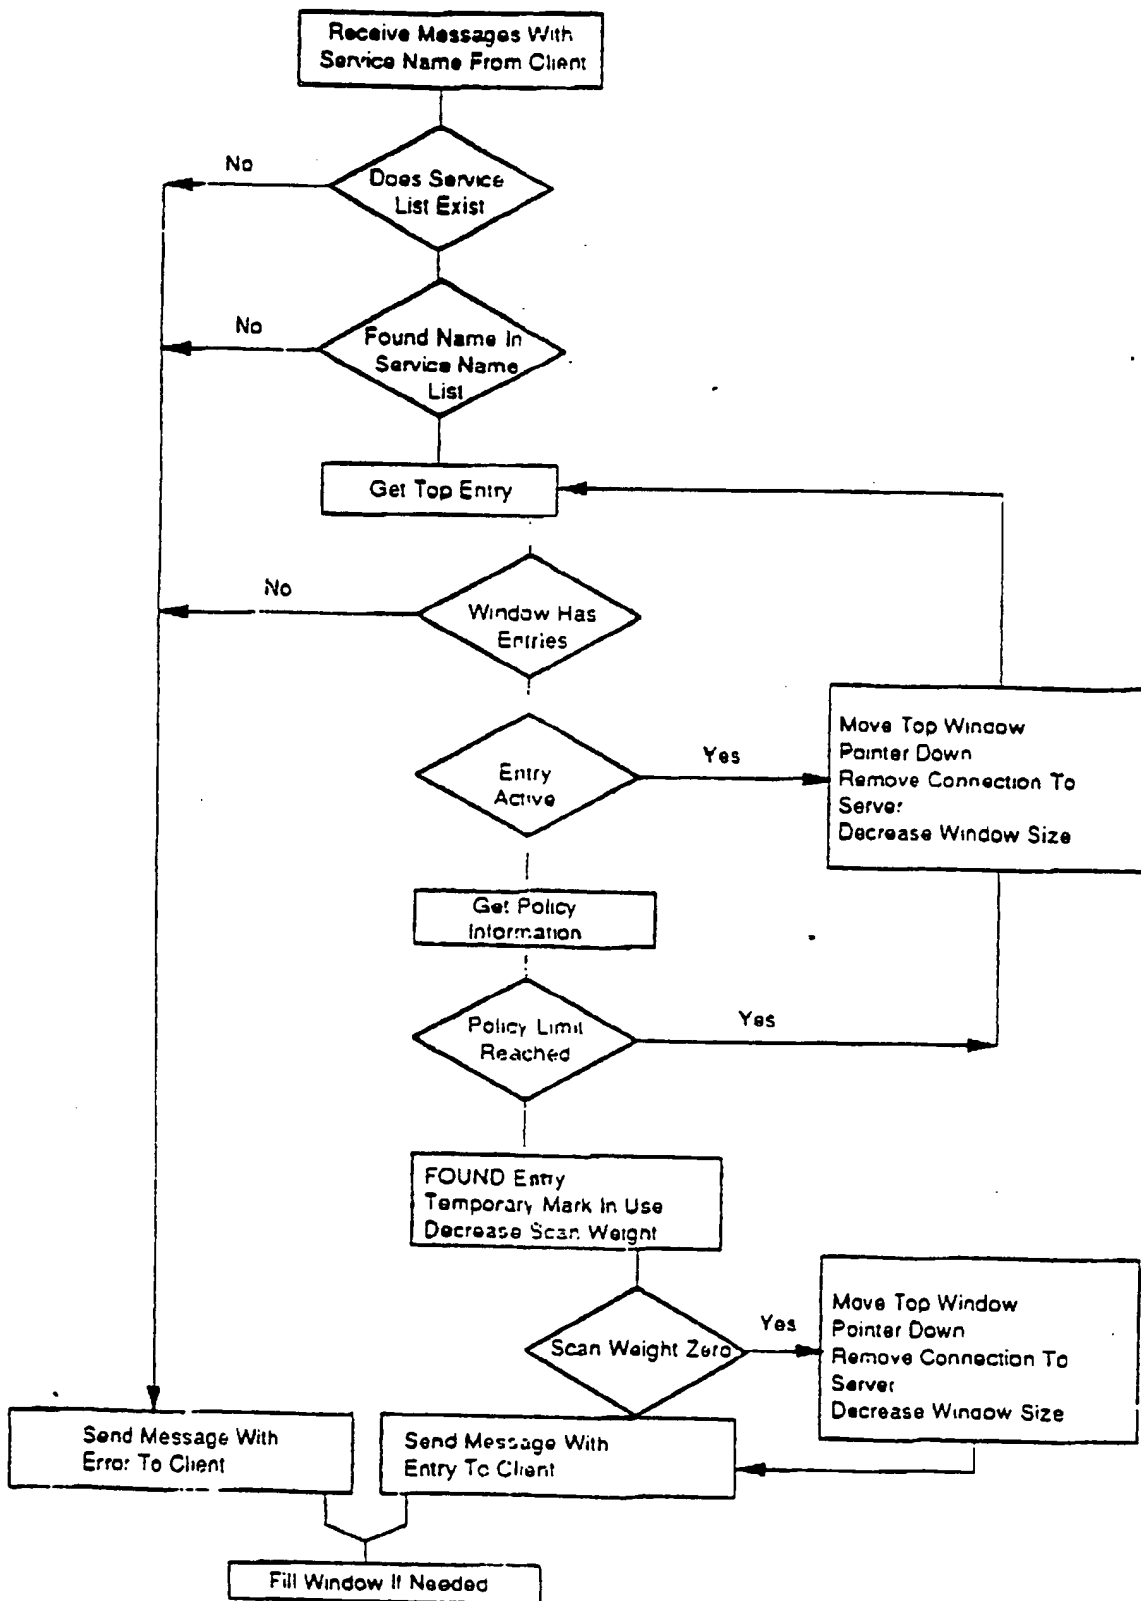 Receive Messages With
Service Name From Client
No
Does Service
List Exist
No
Found Name In
Service Name
List
Get Top Entry
No
Window Has
Entries
Entry
Active
Yes
Move Top Window
Pointer Down
Remove Connection To
Server
Decrease Window Size
Get Policy
Information
Policy Limit
Reached
Yes
FOUND Entry
Temporary Mark In Use
Decrease Scan Weight
Scan Weight Zero
Yes
Move Top Window
Pointer Down
Remove Connection To
Server
Decrease Window Size
Send Message With
Error To Client
Send Message With
Entry To Client
Fill Window If Needed